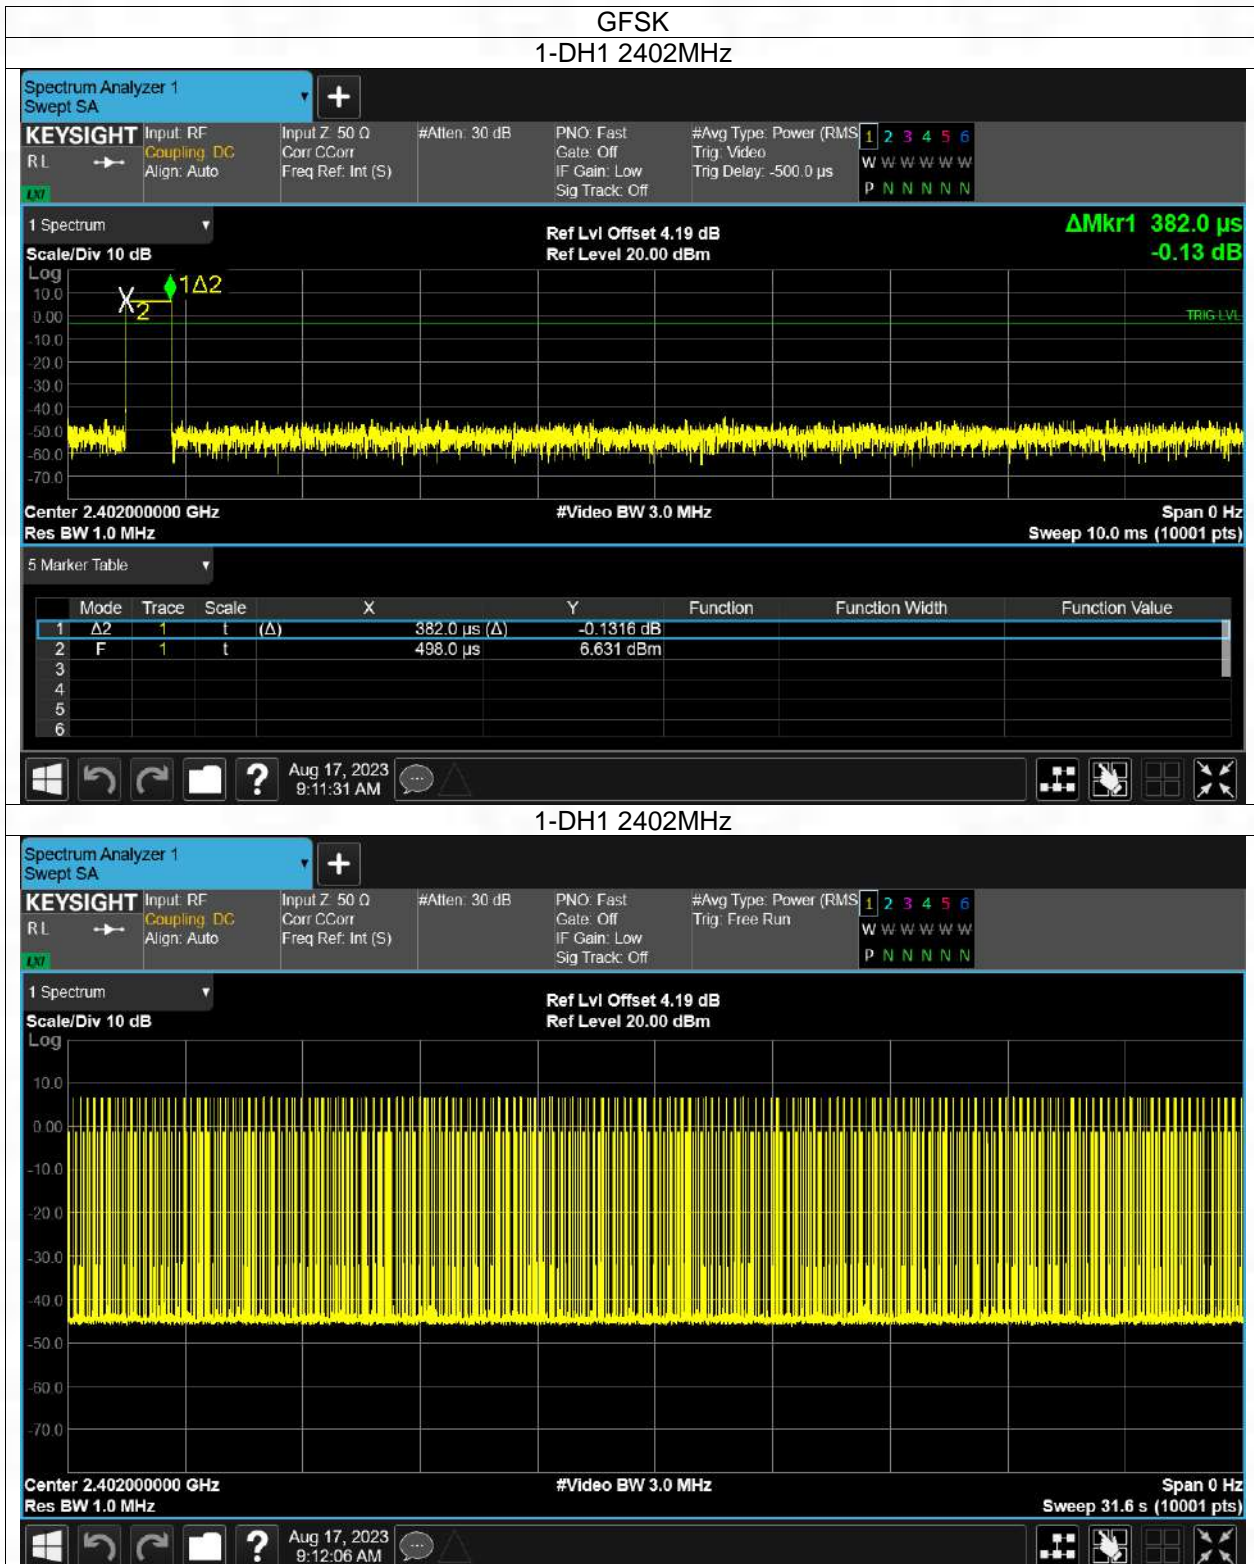 GFSK
1-DH1 2402MHz
Spectrum Analyzer 1
Swept SA
+
KEYSIGHT Input: RF Input Z: 50 Ω #Atten: 30 dB PNO: Fast #Avg Type: Power (RMS 1 2 3 4 5 6
Coupling: DC Corr CCorr Gate: Off Trig: Video
RL Align: Auto Freq Ref: Int (S) IF Gain: Low Trig Delay: -500.0 µs W W W W W W
LXI Sig Track: Off P N N N N N
1 Spectrum Ref Lvl Offset 4.19 dB ΔMkr1 382.0 µs
Scale/Div 10 dB Ref Level 20.00 dBm -0.13 dB
Log
1Δ2
10.0
X2
0.00
TRIG LVL
-10.0
-20.0
-30.0
-40.0
-50.0
-60.0
-70.0
Center 2.402000000 GHz #Video BW 3.0 MHz Span 0 Hz
Res BW 1.0 MHz Sweep 10.0 ms (10001 pts)
5 Marker Table
Mode Trace Scale X Y Function Function Width Function Value
1 Δ2 1 t (Δ) 382.0 µs (Δ) -0.1316 dB
2 F 1 t 498.0 µs 6.631 dBm
3
4
5
6
? Aug 17, 2023
9:11:31 AM
1-DH1 2402MHz
Spectrum Analyzer 1
Swept SA
+
KEYSIGHT Input: RF Input Z: 50 Ω #Atten: 30 dB PNO: Fast #Avg Type: Power (RMS 1 2 3 4 5 6
Coupling: DC Corr CCorr Gate: Off Trig: Free Run
RL Align: Auto Freq Ref: Int (S) IF Gain: Low W W W W W W
LXI Sig Track: Off P N N N N N
1 Spectrum Ref Lvl Offset 4.19 dB
Scale/Div 10 dB Ref Level 20.00 dBm
Log
10.0
0.00
-10.0
-20.0
-30.0
-40.0
-50.0
-60.0
-70.0
Center 2.402000000 GHz #Video BW 3.0 MHz Span 0 Hz
Res BW 1.0 MHz Sweep 31.6 s (10001 pts)
? Aug 17, 2023
9:12:06 AM